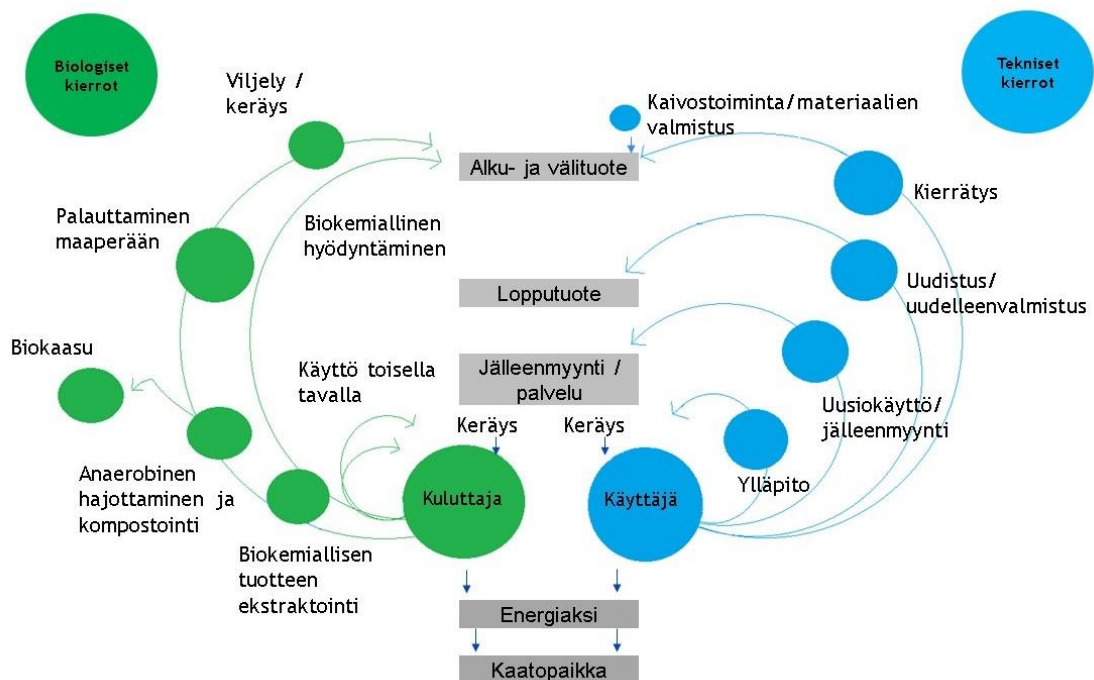 Biologiset
kierrot
Tekniset
kierrot
Viljely /
keräys
Kaivostoiminta/materiaalien
valmistus
Alku- ja välituote
Kierrätys
Palauttaminen
maaperään
Biokemiallinen
hyödyntäminen
Lopputuote
Uudistus/
uudelleenvalmistus
Biokaasu
Käyttö toisella
tavalla
Jälleenmyynti /
palvelu
Uusiokäyttö/
jälleenmyynti
Keräys
Keräys
Anaerobinen
hajottaminen ja
kompostointi
Kuluttaja
Käyttäjä
Ylläpito
Biokemiallisen
tuotteen
ekstraktointi
Energiaksi
Kaatopaikka